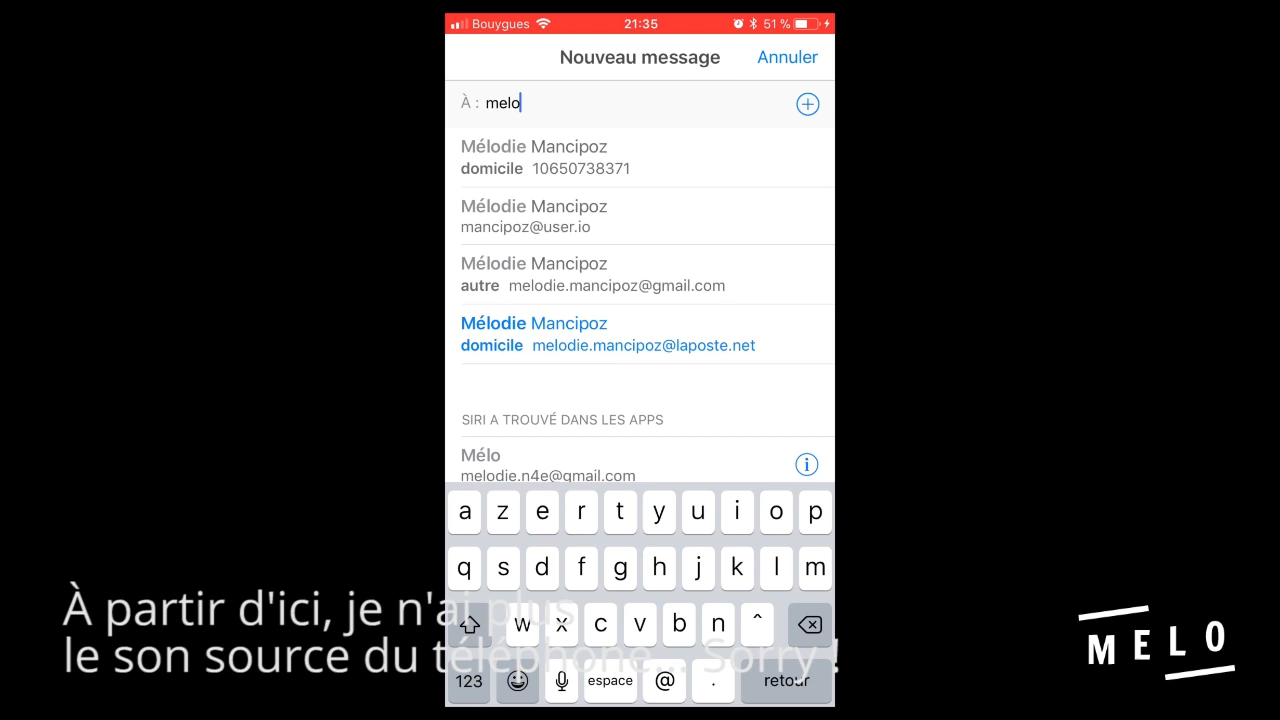 Bouygues 21:35 51 %
Nouveau message Annuler
À : melo
Mélodie Mancipoz
domicile 10650738371
Mélodie Mancipoz
mancipoz@user.io
Mélodie Mancipoz
autre melodie.mancipoz@gmail.com
Mélodie Mancipoz
domicile melodie.mancipoz@laposte.net
SIRI A TROUVÉ DANS LES APPS
Mélo
melodie.n4e@gmail.com
a z e r t y u i o p
q s d f g h j k l m
w x c v b n ^
123 espace @ . retour
À partir d'ici, je n'ai plus
le son source du téléphone... Sorry !
MELO